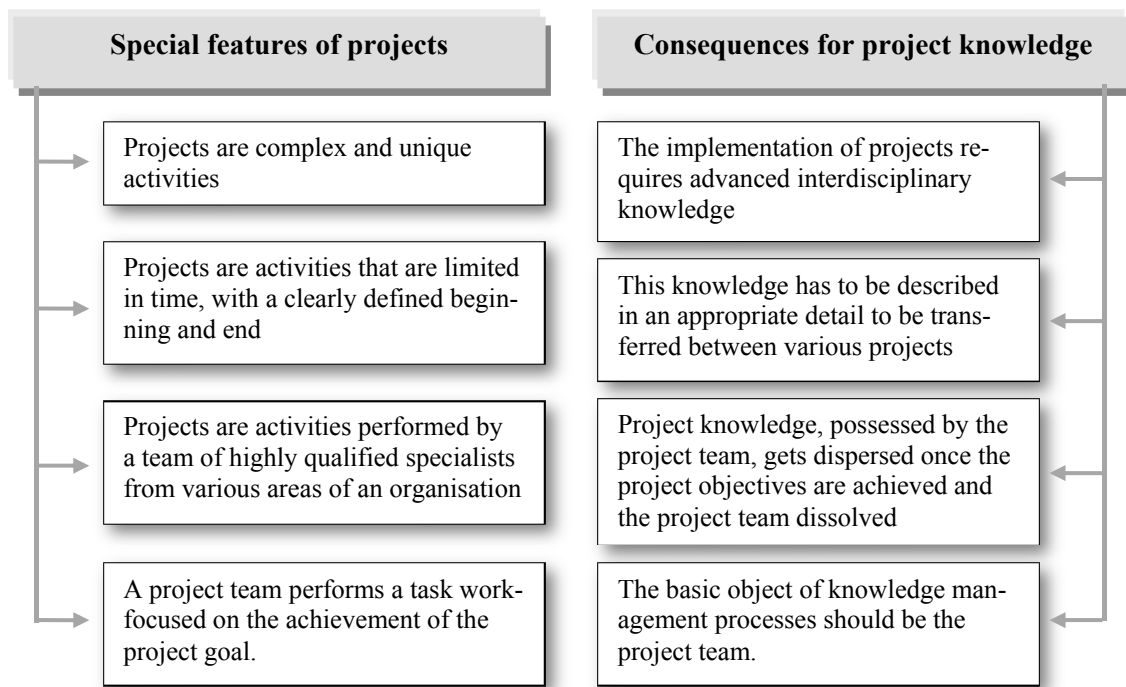 Special features of projects
Projects are complex and unique
activities
Projects are activities that are limited
in time, with a clearly defined begin-
ning and end
Projects are activities performed by
a team of highly qualified specialists
from various areas of an organisation
A project team performs a task work-
focused on the achievement of the
project goal.
Consequences for project knowledge
The implementation of projects re-
quires advanced interdisciplinary
knowledge
This knowledge has to be described
in an appropriate detail to be trans-
ferred between various projects
Project knowledge, possessed by the
project team, gets dispersed once the
project objectives are achieved and
the project team dissolved
The basic object of knowledge man-
agement processes should be the
project team.